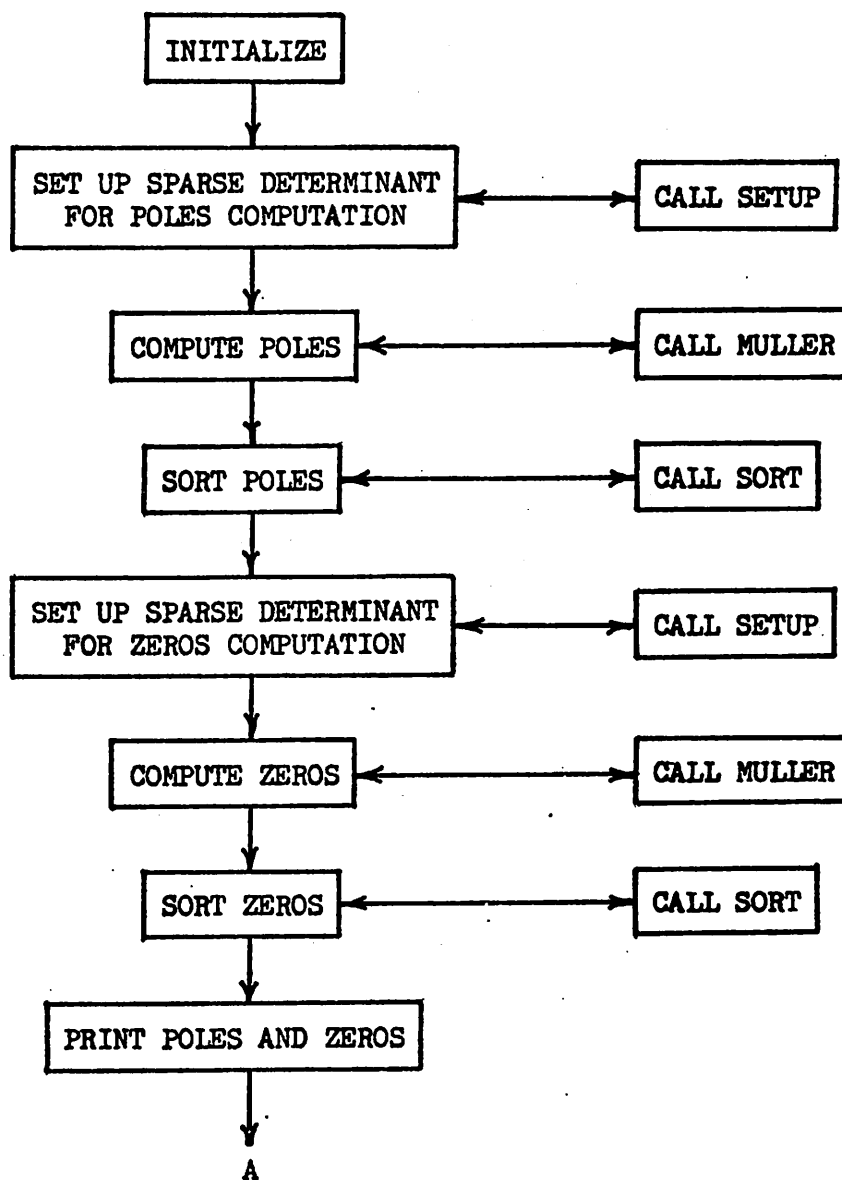 INITIALIZE
SET UP SPARSE DETERMINANT
FOR POLES COMPUTATION
CALL SETUP
COMPUTE POLES
CALL MULLER
SORT POLES
CALL SORT
SET UP SPARSE DETERMINANT
FOR ZEROS COMPUTATION
CALL SETUP
COMPUTE ZEROS
CALL MULLER
SORT ZEROS
CALL SORT
PRINT POLES AND ZEROS
A